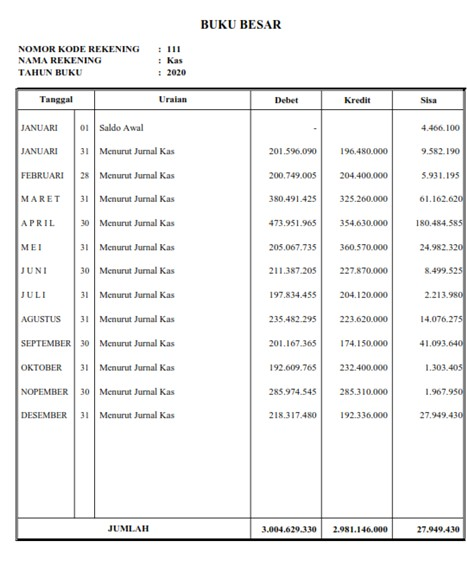 BUKU BESAR
NOMOR KODE REKENING : 111
NAMA REKENING : Kas
TAHUN BUKU : 2020
Tanggal Uraian Debet Kredit Sisa
JANUARI 01 Saldo Awal - 4.466.100
JANUARI 31 Menurut Jurnal Kas 201.596.090 196.480.000 9.582.190
FEBRUARI 28 Menurut Jurnal Kas 200.749.005 204.400.000 5.931.195
M A R E T 31 Menurut Jurnal Kas 380.491.425 325.260.000 61.162.620
A P R I L 30 Menurut Jurnal Kas 473.951.965 354.630.000 180.484.585
M E I 31 Menurut Jurnal Kas 205.067.735 360.570.000 24.982.320
J U N I 30 Menurut Jurnal Kas 211.387.205 227.870.000 8.499.525
J U L I 31 Menurut Jurnal Kas 197.834.455 204.120.000 2.213.980
AGUSTUS 31 Menurut Jurnal Kas 235.482.295 223.620.000 14.076.275
SEPTEMBER 30 Menurut Jurnal Kas 201.167.365 174.150.000 41.093.640
OKTOBER 31 Menurut Jurnal Kas 192.609.765 232.400.000 1.303.405
NOPEMBER 30 Menurut Jurnal Kas 285.974.545 285.310.000 1.967.950
DESEMBER 31 Menurut Jurnal Kas 218.317.480 192.336.000 27.949.430
JUMLAH 3.004.629.330 2.981.146.000 27.949.430